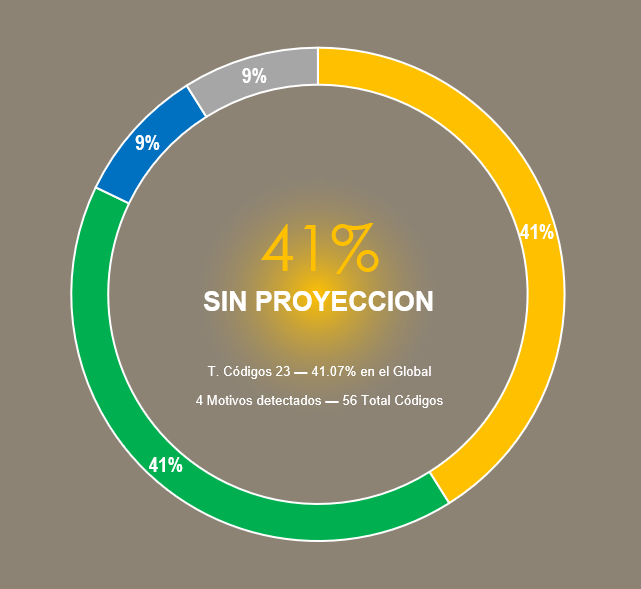 9%
9%
41%
41%
SIN PROYECCION
T. Códigos 23 — 41.07% en el Global
4 Motivos detectados — 56 Total Códigos
41%